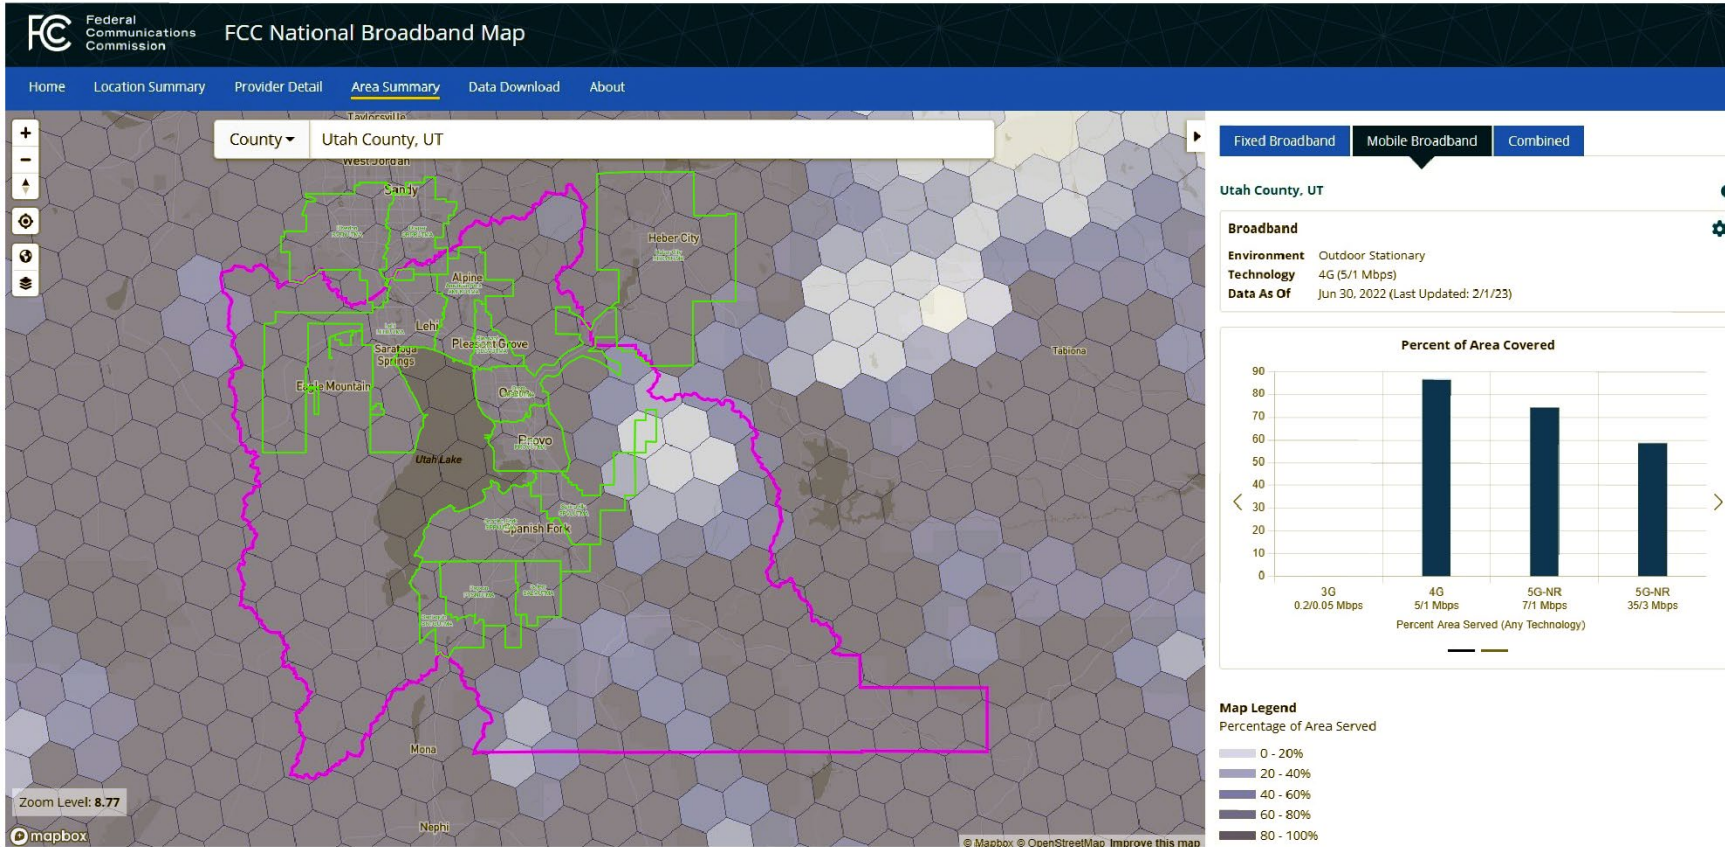 FCC Federal
Communications
Commission
FCC National Broadband Map
Home Location Summary Provider Detail Area Summary Data Download About
County Utah County, UT
Taylorsville
West Jordan
Sandy
Heber City
Alpine
Lehi
Pleasant Grove
Saratoga
Springs
Eagle Mountain
Orem
Provo
Utah Lake
Spanish Fork
Tabiona
Mona
Nephi
Zoom Level: 8.77
mapbox
© Mapbox © OpenStreetMap Improve this map
Fixed Broadband Mobile Broadband Combined
Utah County, UT
Broadband
Environment Outdoor Stationary
Technology 4G (5/1 Mbps)
Data As Of Jun 30, 2022 (Last Updated: 2/1/23)
Percent of Area Covered
90
80
70
60
50
40
30
20
10
0
3G 4G 5G-NR 5G-NR
0.2/0.05 Mbps 5/1 Mbps 7/1 Mbps 35/3 Mbps
Percent Area Served (Any Technology)
Map Legend
Percentage of Area Served
0 - 20%
20 - 40%
40 - 60%
60 - 80%
80 - 100%